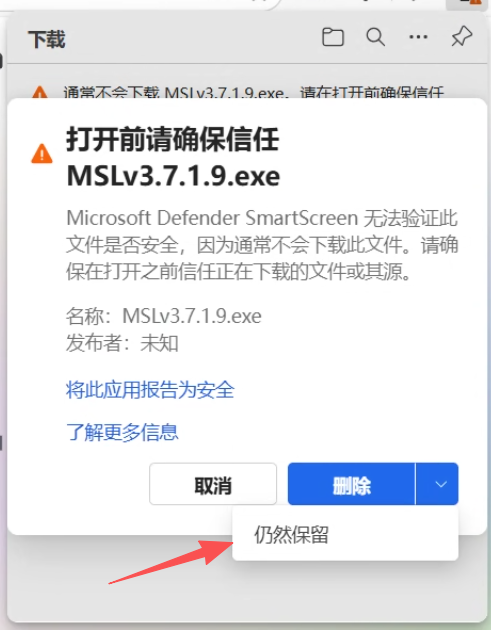 下载
通常不会下载 MSLv3.7.1.9.exe。请在打开前确保信任
打开前请确保信任
MSLv3.7.1.9.exe
Microsoft Defender SmartScreen 无法验证此
文件是否安全，因为通常不会下载此文件。请确
保在打开之前信任正在下载的文件或其源。
名称：MSLv3.7.1.9.exe
发布者：未知
将此应用报告为安全
了解更多信息
取消
删除
仍然保留